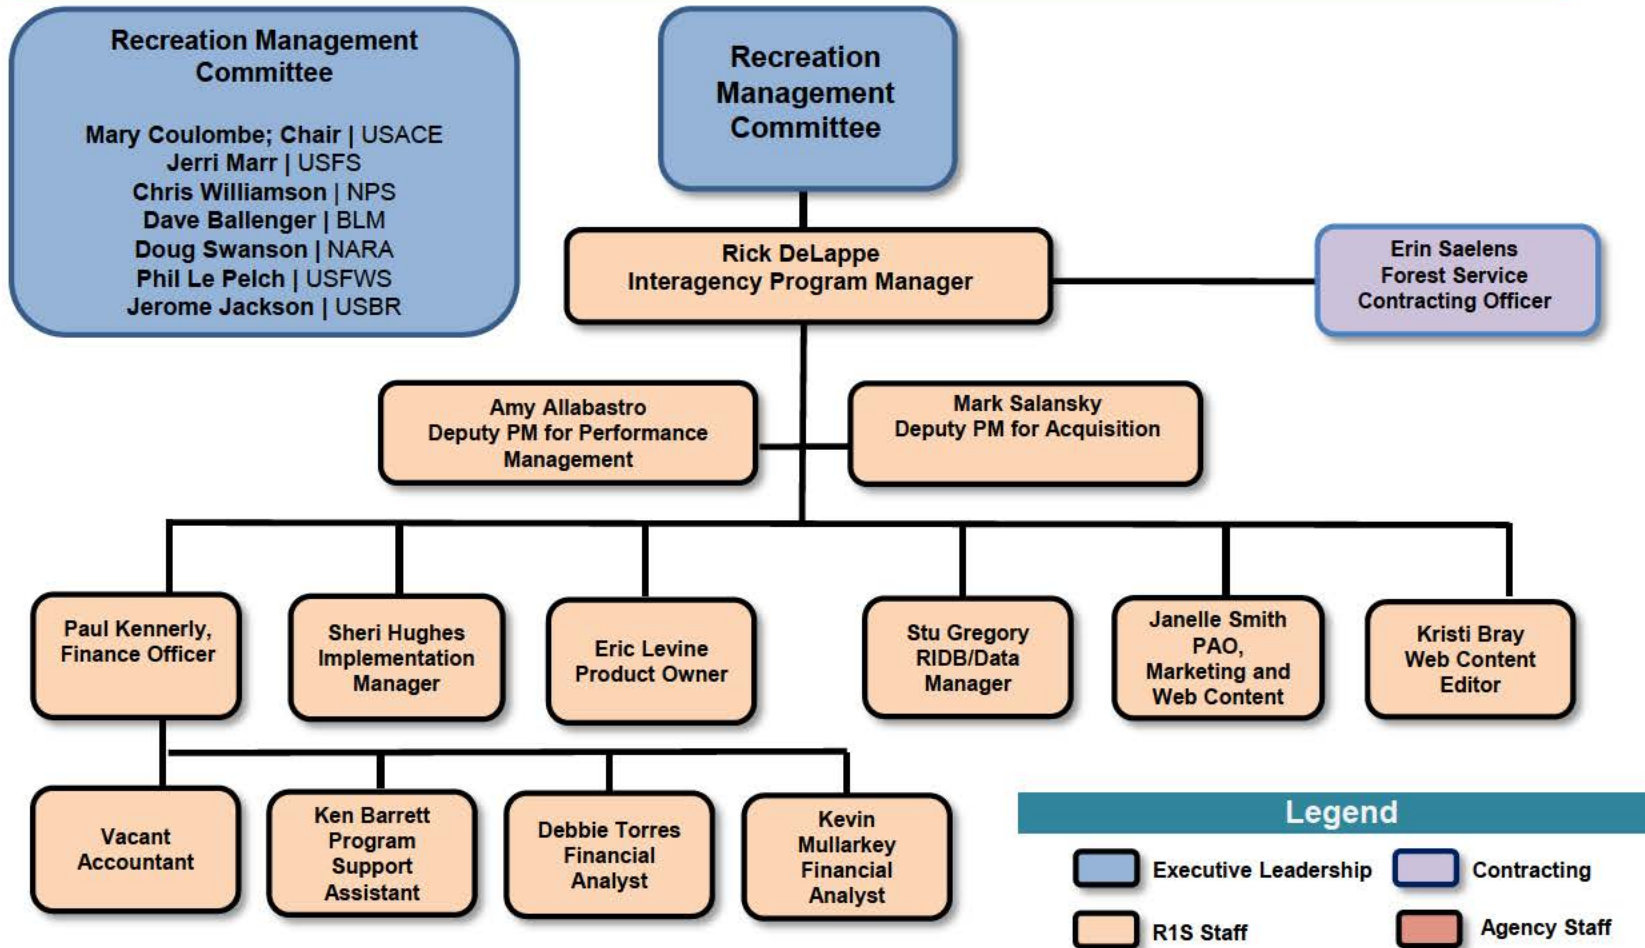 Recreation Management
Committee
Mary Coulombe; Chair | USACE
Jerri Marr | USFS
Chris Williamson | NPS
Dave Ballenger | BLM
Doug Swanson | NARA
Phil Le Pelch | USFWS
Jerome Jackson | USBR
Recreation
Management
Committee
Rick DeLappe
Interagency Program Manager
Erin Saelens
Forest Service
Contracting Officer
Amy Allabastro
Deputy PM for Performance
Management
Mark Salansky
Deputy PM for Acquisition
Paul Kennerly,
Finance Officer
Sheri Hughes
Implementation
Manager
Eric Levine
Product Owner
Stu Gregory
RIDB/Data
Manager
Janelle Smith
PAO,
Marketing and
Web Content
Kristi Bray
Web Content
Editor
Vacant
Accountant
Ken Barrett
Program
Support
Assistant
Debbie Torres
Financial
Analyst
Kevin
Mullarkey
Financial
Analyst
Legend
Executive Leadership
Contracting
R1S Staff
Agency Staff